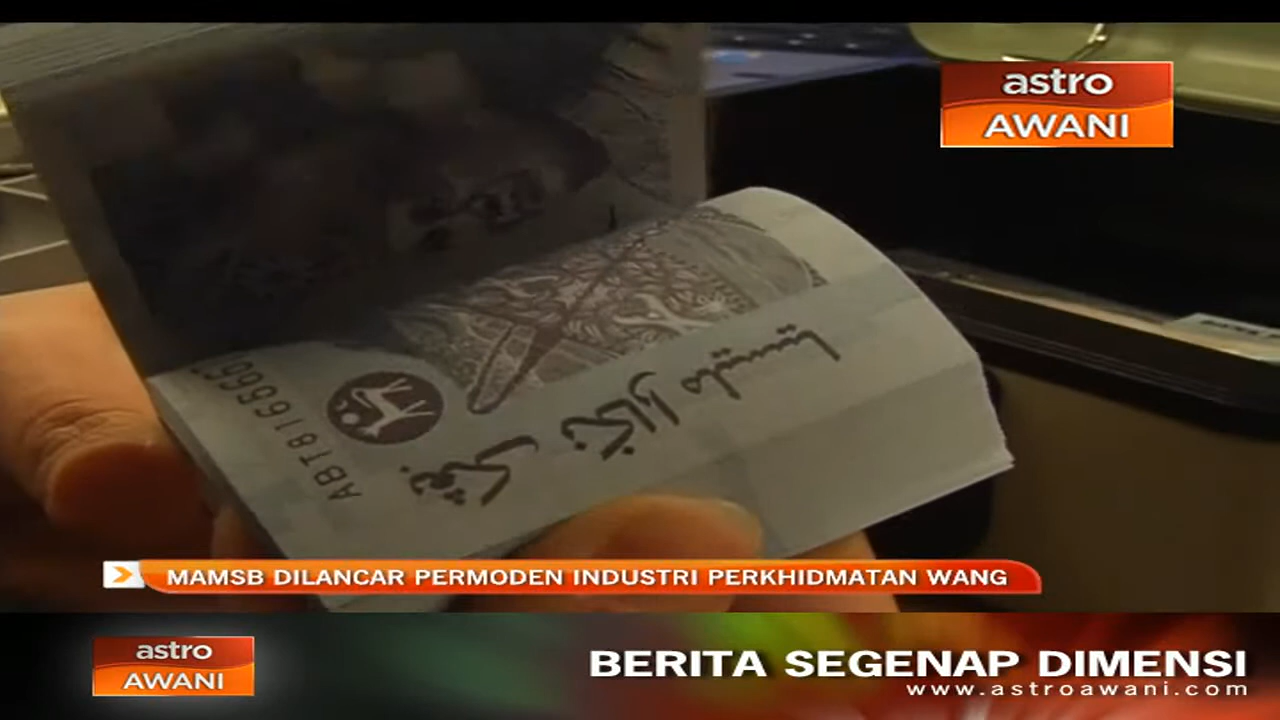 astro
AWANI
MAMSB DILANCAR PERMODEN INDUSTRI PERKHIDMATAN WANG
astro
AWANI
BERITA SEGENAP DIMENSI
www.astroawani.com